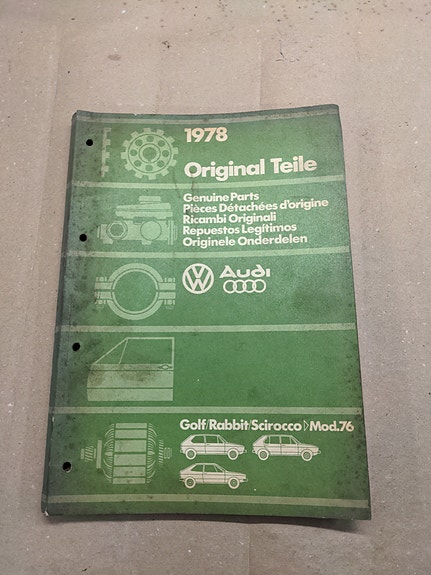 1978
Original Teile
Genuine Parts
Pièces Détachées d'origine
Ricambi Originali
Repuestos Legítimos
Originele Onderdelen
VW Audi
Golf/Rabbit/Scirocco ▷Mod.76